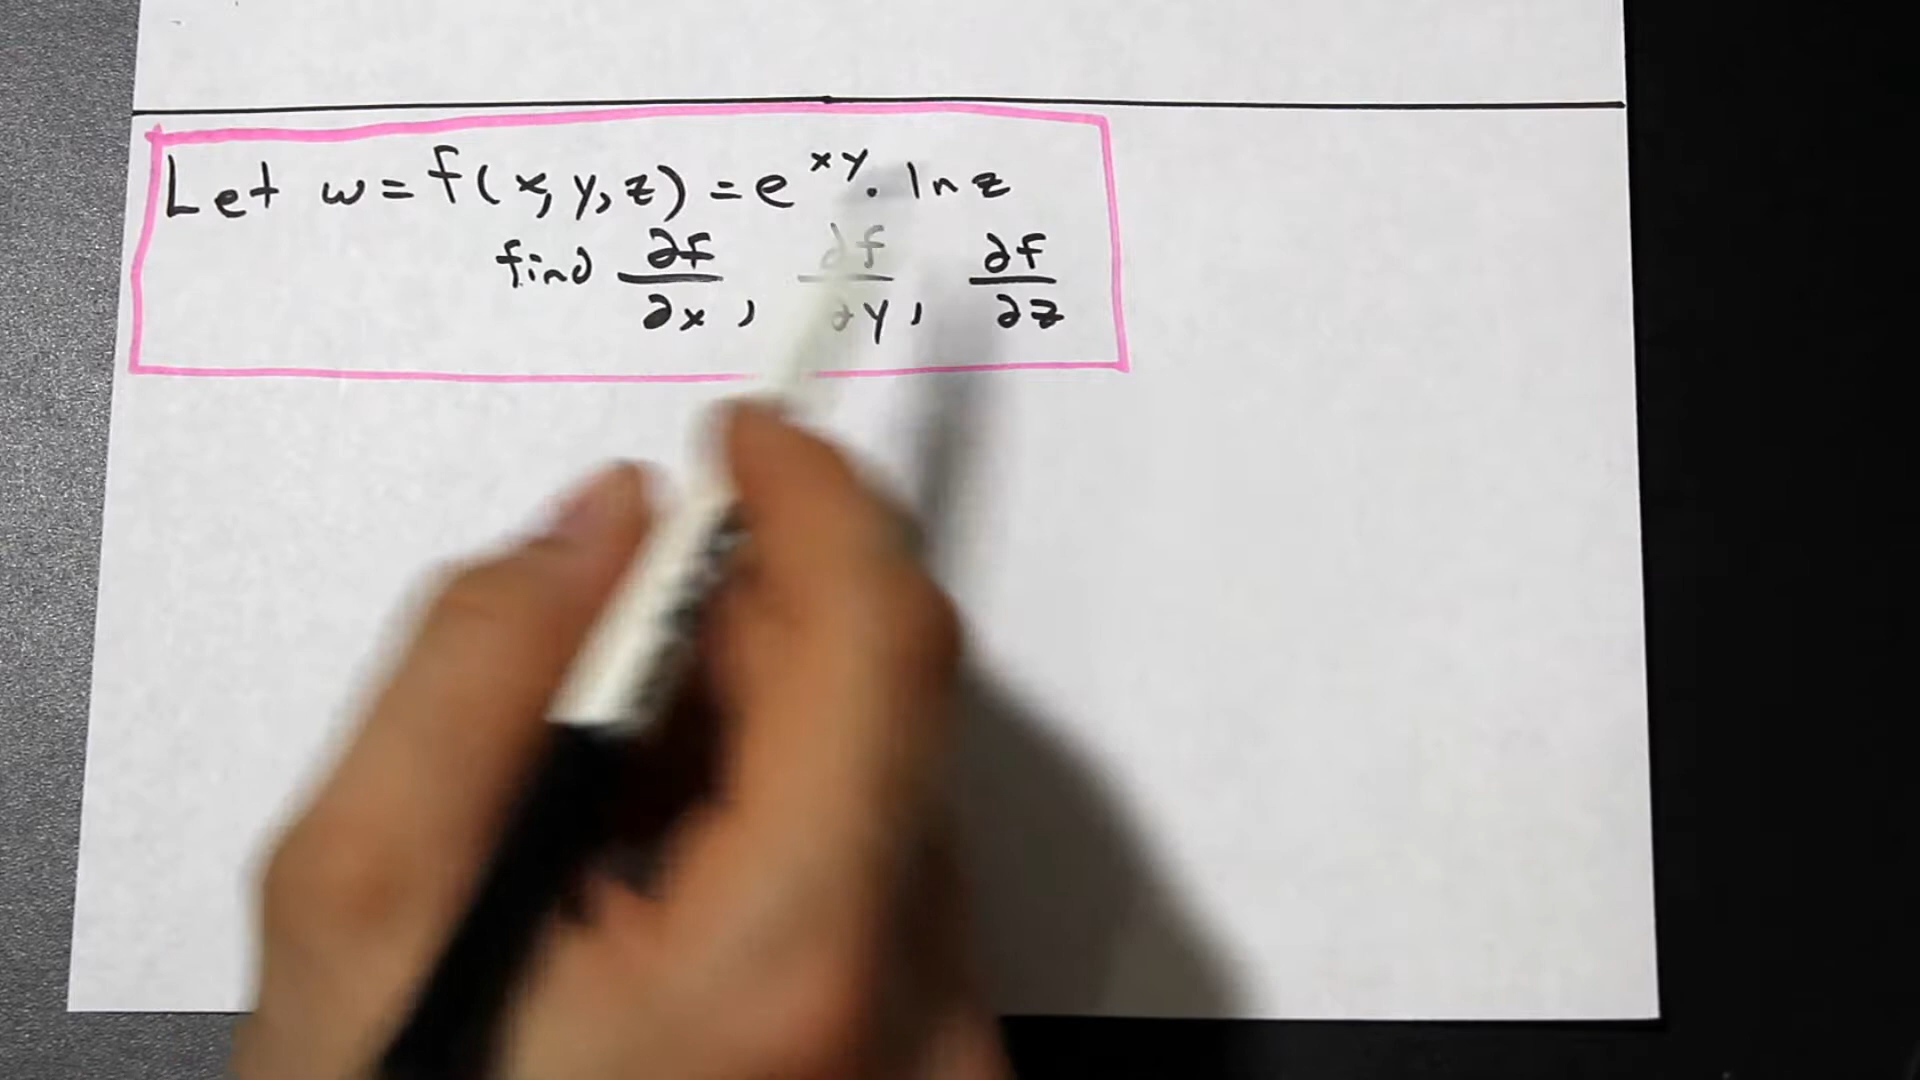 Let w = f(x, y, z) = e^xy · ln z
find ∂f/∂x, ∂f/∂y, ∂f/∂z